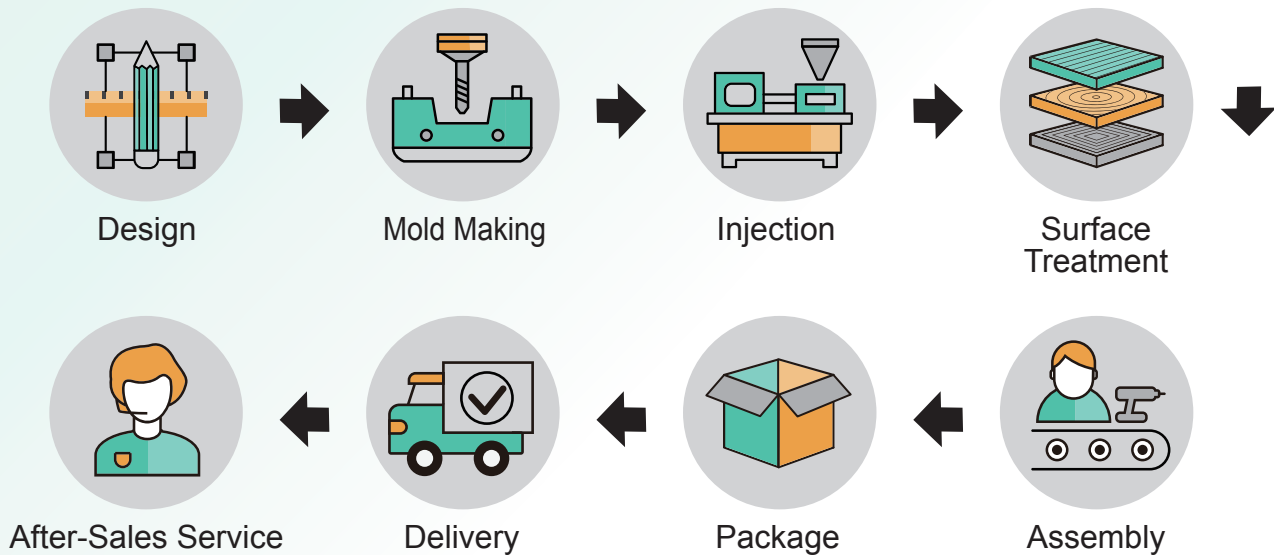 Design
Mold Making
Injection
Surface
Treatment
After-Sales Service
Delivery
Package
Assembly